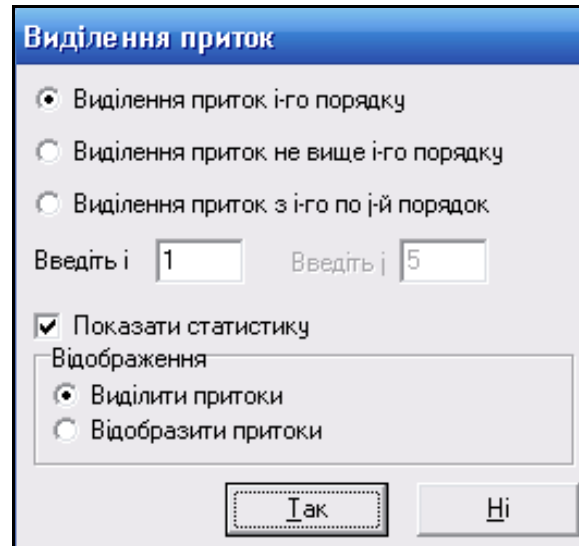 Виділення приток
Виділення приток і-го порядку
Виділення приток не вище і-го порядку
Виділення приток з і-го по j-й порядок
Введіть і 1 Введіть j 5
Показати статистику
Відображення
Виділити притоки
Відобразити притоки
Так Ні